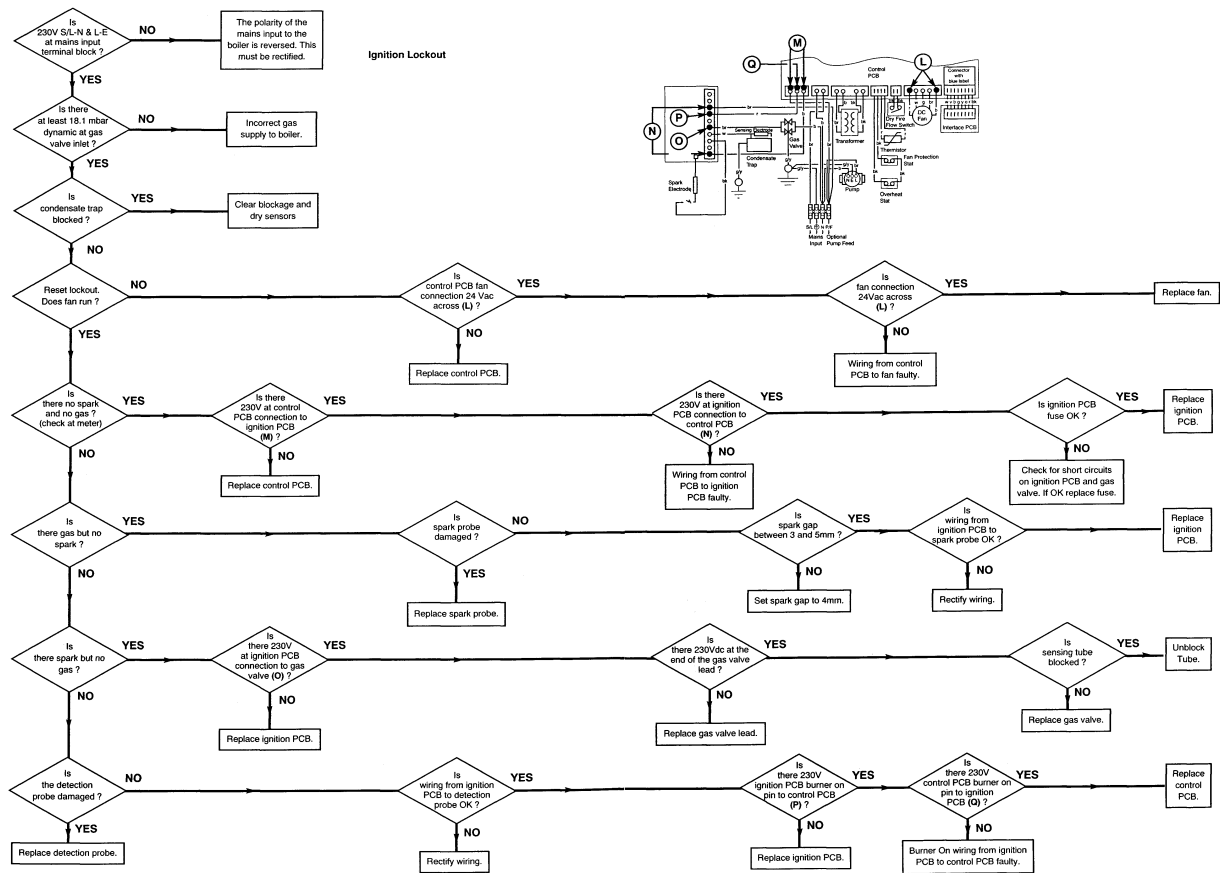 Ignition Lockout
Is
230V S/L-N & L-E
at mains input
terminal block ?
NO
The polarity of the
mains input to the
boiler is reversed. This
must be rectified.
YES
Is there
at least 18.1 mbar
dynamic at gas
valve inlet ?
NO
Incorrect gas
supply to boiler.
YES
Is
condensate trap
blocked ?
YES
Clear blockage and
dry sensors
NO
Reset lockout.
Does fan run ?
NO
Is
control PCB fan
connection 24 Vac
across (L) ?
YES
Is
fan connection
24Vac across
(L) ?
YES
Replace fan.
NO
Replace control PCB.
NO
Wiring from control
PCB to fan faulty.
YES
Is
there no spark
and no gas ?
(check at meter)
YES
Is there
230V at control
PCB connection to
ignition PCB
(M) ?
YES
Is there
230V at ignition
PCB connection to
control PCB
(N) ?
YES
Is ignition PCB
fuse OK ?
YES
Replace
ignition
PCB.
NO
Replace control PCB.
NO
Wiring from control
PCB to ignition
PCB faulty.
NO
Check for short circuits
on ignition PCB and gas
valve. If OK replace fuse.
NO
Is
there gas but no
spark ?
YES
Is
spark probe
damaged ?
NO
Is
spark gap
between 3 and 5mm ?
YES
Is
wiring from
ignition PCB to
spark probe OK ?
YES
Replace
ignition
PCB.
YES
Replace spark probe.
NO
Set spark gap to 4mm.
NO
Rectify wiring.
NO
Is
there spark but no
gas ?
YES
Is
there 230V
at ignition PCB
connection to gas
valve (O) ?
YES
Is
there 230Vdc at the
end of the gas valve
lead ?
YES
Is
sensing tube
blocked ?
YES
Unblock
Tube.
NO
Replace ignition PCB.
NO
Replace gas valve lead.
NO
Replace gas valve.
NO
Is
the detection
probe damaged ?
NO
Is
wiring from ignition
PCB to detection
probe OK ?
YES
Is
there 230V
ignition PCB burner on
pin to control PCB
(P) ?
YES
Is
there 230V
control PCB burner on
pin to ignition
PCB (Q) ?
YES
Replace
control
PCB.
YES
Replace detection probe.
NO
Rectify wiring.
NO
Replace ignition PCB.
NO
Burner On wiring from ignition
PCB to control PCB faulty.
M
Q
L
P
N
O
Control
PCB
Connector
with
blue label
DC
Fan
Interface PCB
Dry Fire
Flow Switch
Transformer
Thermistor
Fan Protection
Stat
Overheat
Stat
Gas
Valve
Sensing Electrode
Condensate
Trap
Spark
Electrode
Pump
S/L
N P/F
Mains
Input
Optional
Pump Feed